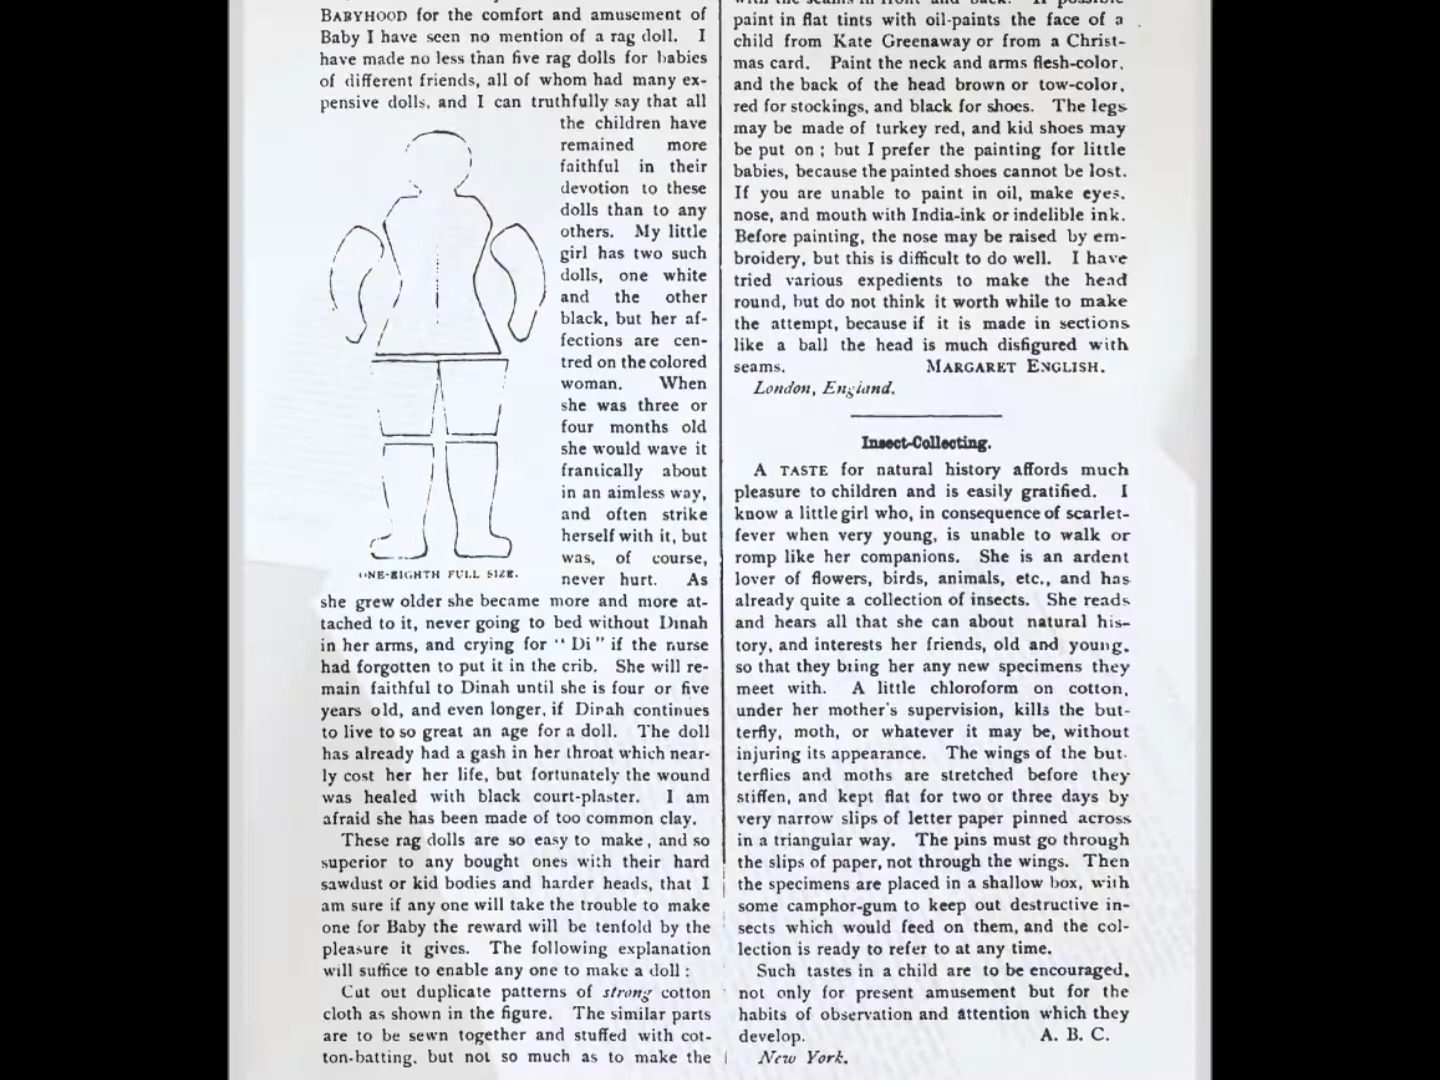 BABYHOOD for the comfort and amusement of
Baby I have seen no mention of a rag doll. I
have made no less than five rag dolls for babies
of different friends, all of whom had many ex-
pensive dolls, and I can truthfully say that all
the children have
remained more
faithful in their
devotion to these
dolls than to any
others. My little
girl has two such
dolls, one white
and the other
black, but her af-
fections are cen-
tred on the colored
woman. When
she was three or
four months old
she would wave it
frantically about
in an aimless way,
and often strike
herself with it, but
was, of course,
never hurt. As
ONE-EIGHTH FULL SIZE.
she grew older she became more and more at-
tached to it, never going to bed without Dinah
in her arms, and crying for "Di" if the nurse
had forgotten to put it in the crib. She will re-
main faithful to Dinah until she is four or five
years old, and even longer, if Dinah continues
to live to so great an age for a doll. The doll
has already had a gash in her throat which near-
ly cost her her life, but fortunately the wound
was healed with black court-plaster. I am
afraid she has been made of too common clay.
These rag dolls are so easy to make, and so
superior to any bought ones with their hard
sawdust or kid bodies and harder heads, that I
am sure if any one will take the trouble to make
one for Baby the reward will be tenfold by the
pleasure it gives. The following explanation
will suffice to enable any one to make a doll:
Cut out duplicate patterns of strong cotton
cloth as shown in the figure. The similar parts
are to be sewn together and stuffed with cot-
ton-batting, but not so much as to make the
paint in flat tints with oil-paints the face of a
child from Kate Greenaway or from a Christ-
mas card. Paint the neck and arms flesh-color,
and the back of the head brown or tow-color,
red for stockings, and black for shoes. The legs
may be made of turkey red, and kid shoes may
be put on; but I prefer the painting for little
babies, because the painted shoes cannot be lost.
If you are unable to paint in oil, make eyes,
nose, and mouth with India-ink or indelible ink.
Before painting, the nose may be raised by em-
broidery, but this is difficult to do well. I have
tried various expedients to make the head
round, but do not think it worth while to make
the attempt, because if it is made in sections
like a ball the head is much disfigured with
seams. MARGARET ENGLISH.
London, England.
Insect-Collecting.
A TASTE for natural history affords much
pleasure to children and is easily gratified. I
know a little girl who, in consequence of scarlet-
fever when very young, is unable to walk or
romp like her companions. She is an ardent
lover of flowers, birds, animals, etc., and has
already quite a collection of insects. She reads
and hears all that she can about natural his-
tory, and interests her friends, old and young,
so that they bring her any new specimens they
meet with. A little chloroform on cotton,
under her mother's supervision, kills the but-
terfly, moth, or whatever it may be, without
injuring its appearance. The wings of the but-
terflies and moths are stretched before they
stiffen, and kept flat for two or three days by
very narrow slips of letter paper pinned across
in a triangular way. The pins must go through
the slips of paper, not through the wings. Then
the specimens are placed in a shallow box, with
some camphor-gum to keep out destructive in-
sects which would feed on them, and the col-
lection is ready to refer to at any time.
Such tastes in a child are to be encouraged,
not only for present amusement but for the
habits of observation and attention which they
develop. A. B. C.
New York.